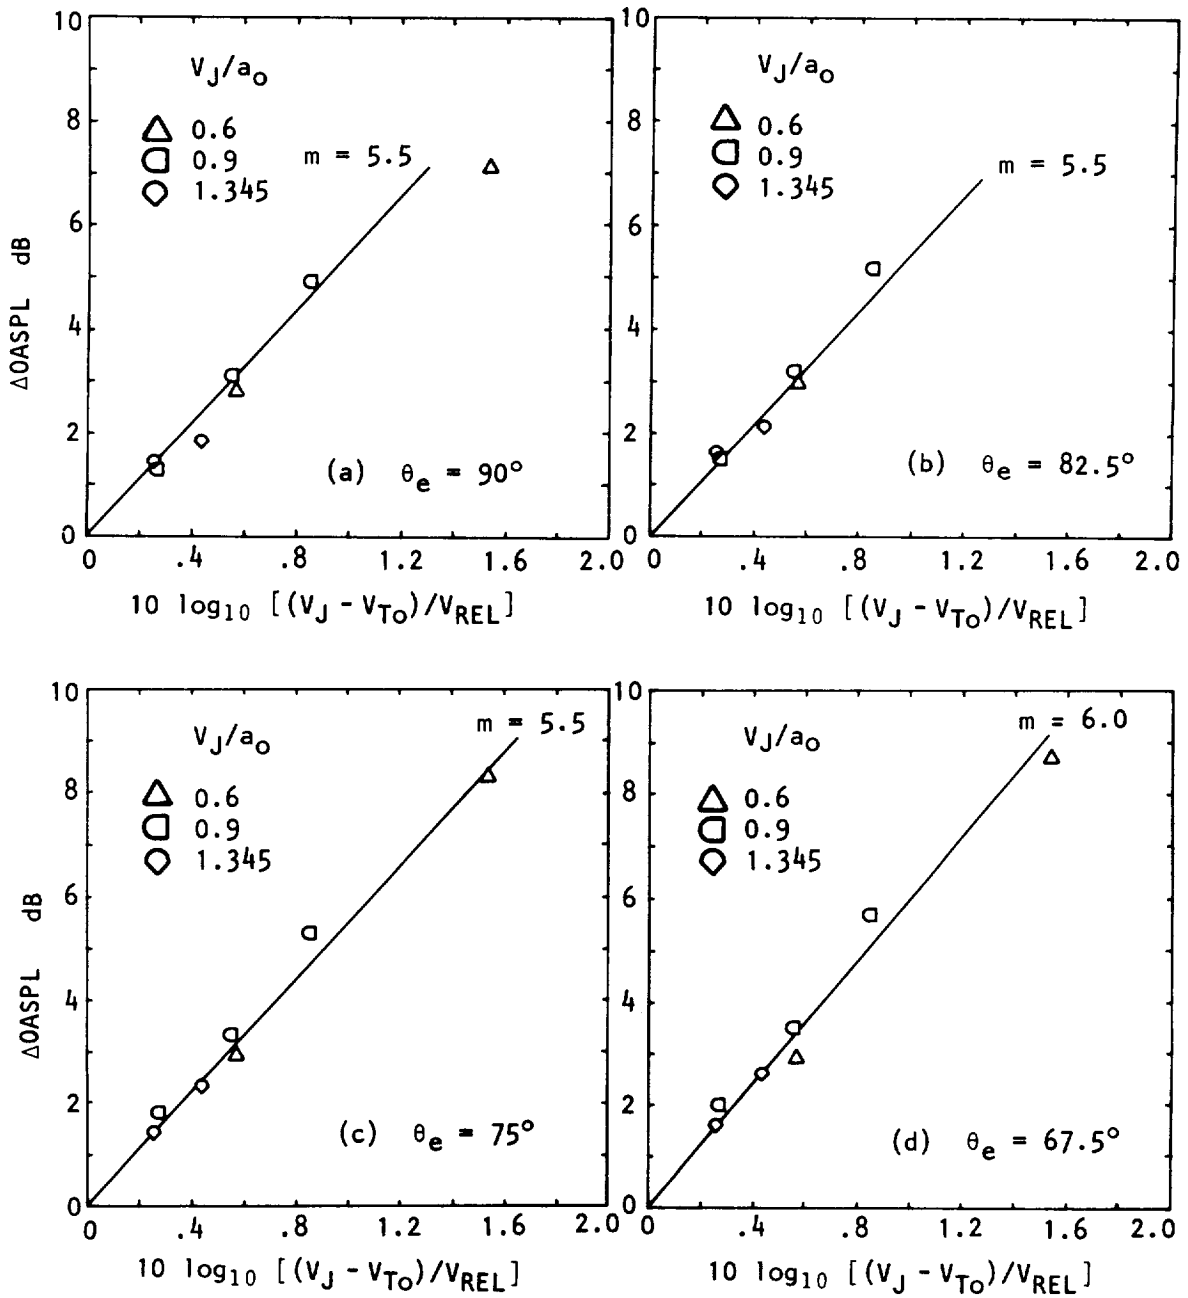 10
8
6
4
2
0
ΔOASPL dB
V_J/a_o
△ 0.6
0.9
1.345
m = 5.5
(a) θ_e = 90°
0 .4 .8 1.2 1.6 2.0
10 log₁₀ [(V_J - V_To)/V_REL]
10
8
6
4
2
0
V_J/a_o
0.6
0.9
1.345
m = 5.5
(b) θ_e = 82.5°
0 .4 .8 1.2 1.6 2.0
10 log₁₀ [(V_J - V_To)/V_REL]
10
8
6
4
2
0
ΔOASPL dB
V_J/a_o
0.6
0.9
1.345
m = 5.5
(c) θ_e = 75°
0 .4 .8 1.2 1.6 2.0
10 log₁₀ [(V_J - V_To)/V_REL]
10
8
6
4
2
0
V_J/a_o
0.6
0.9
1.345
m = 6.0
(d) θ_e = 67.5°
0 .4 .8 1.2 1.6 2.0
10 log₁₀ [(V_J - V_To)/V_REL]